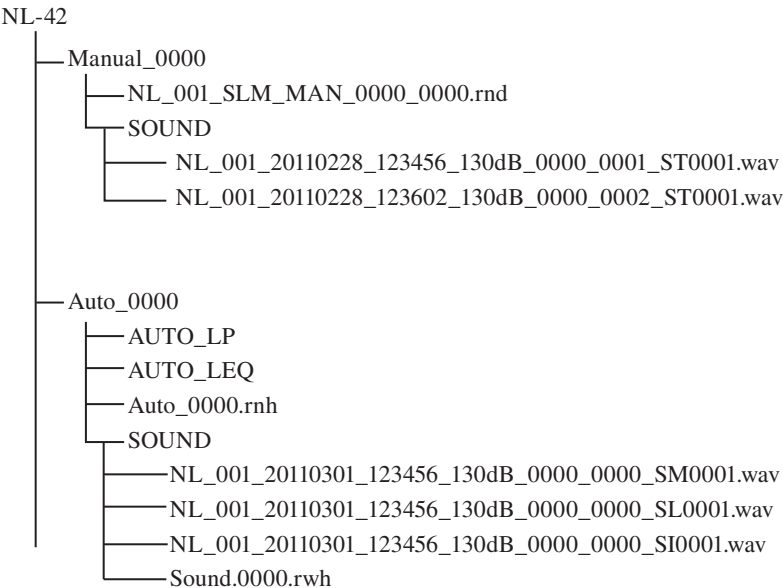 NL-42
Manual_0000
NL_001_SLM_MAN_0000_0000.rnd
SOUND
NL_001_20110228_123456_130dB_0000_0001_ST0001.wav
NL_001_20110228_123602_130dB_0000_0002_ST0001.wav
Auto_0000
AUTO_LP
AUTO_LEQ
Auto_0000.rnh
SOUND
NL_001_20110301_123456_130dB_0000_0000_SM0001.wav
NL_001_20110301_123456_130dB_0000_0000_SL0001.wav
NL_001_20110301_123456_130dB_0000_0000_SI0001.wav
Sound.0000.rwh